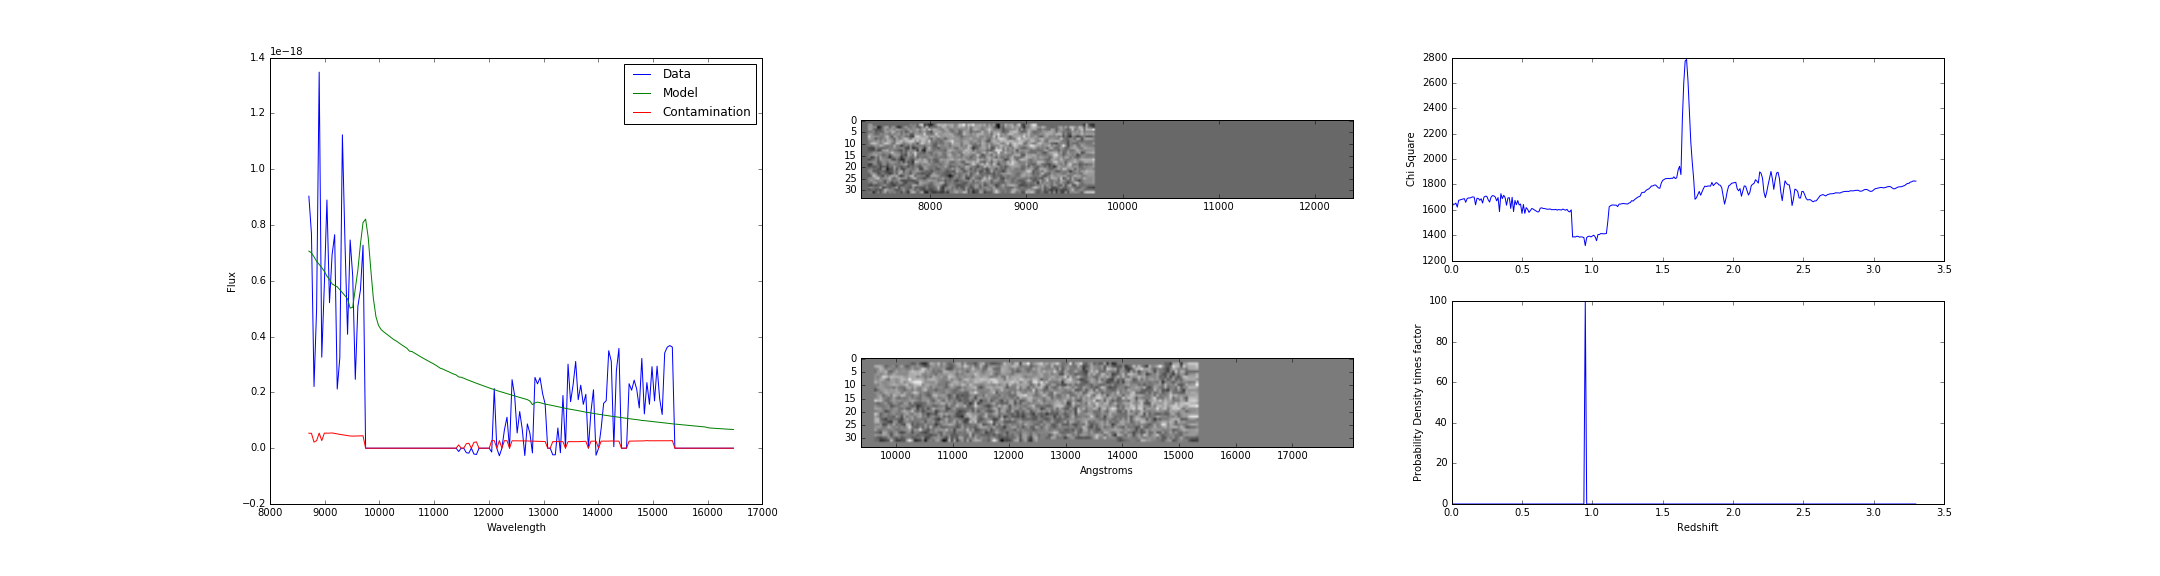 1e−18
1.4
1.2
1.0
0.8
0.6
0.4
0.2
0.0
−0.2
Flux
8000 9000 10000 11000 12000 13000 14000 15000 16000 17000
Wavelength
Data
Model
Contamination
0
5
10
15
20
25
30
8000 9000 10000 11000 12000
0
5
10
15
20
25
30
10000 11000 12000 13000 14000 15000 16000 17000
Angstroms
2800
2600
2400
2200
2000
1800
1600
1400
1200
Chi Square
0.0 0.5 1.0 1.5 2.0 2.5 3.0 3.5
100
80
60
40
20
0
Probability Density times factor
0.0 0.5 1.0 1.5 2.0 2.5 3.0 3.5
Redshift